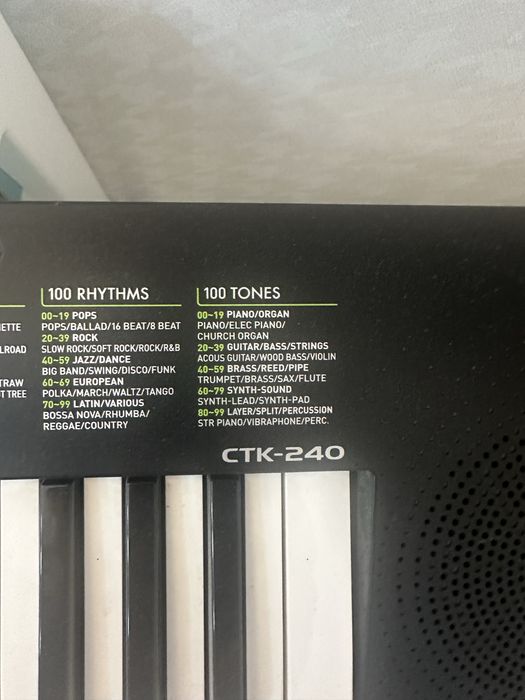 ETTE
LROAD
TRAW
T TREE
100 RHYTHMS
00~19 POPS
POPS/BALLAD/16 BEAT/8 BEAT
20~39 ROCK
SLOW ROCK/SOFT ROCK/ROCK/R&B
40~59 JAZZ/DANCE
BIG BAND/SWING/DISCO/FUNK
60~69 EUROPEAN
POLKA/MARCH/WALTZ/TANGO
70~99 LATIN/VARIOUS
BOSSA NOVA/RHUMBA/
REGGAE/COUNTRY
100 TONES
00~19 PIANO/ORGAN
PIANO/ELEC PIANO/
CHURCH ORGAN
20~39 GUITAR/BASS/STRINGS
ACOUS GUITAR/WOOD BASS/VIOLIN
40~59 BRASS/REED/PIPE
TRUMPET/BRASS/SAX/FLUTE
60~79 SYNTH-SOUND
SYNTH-LEAD/SYNTH-PAD
80~99 LAYER/SPLIT/PERCUSSION
STR PIANO/VIBRAPHONE/PERC.
CTK-240